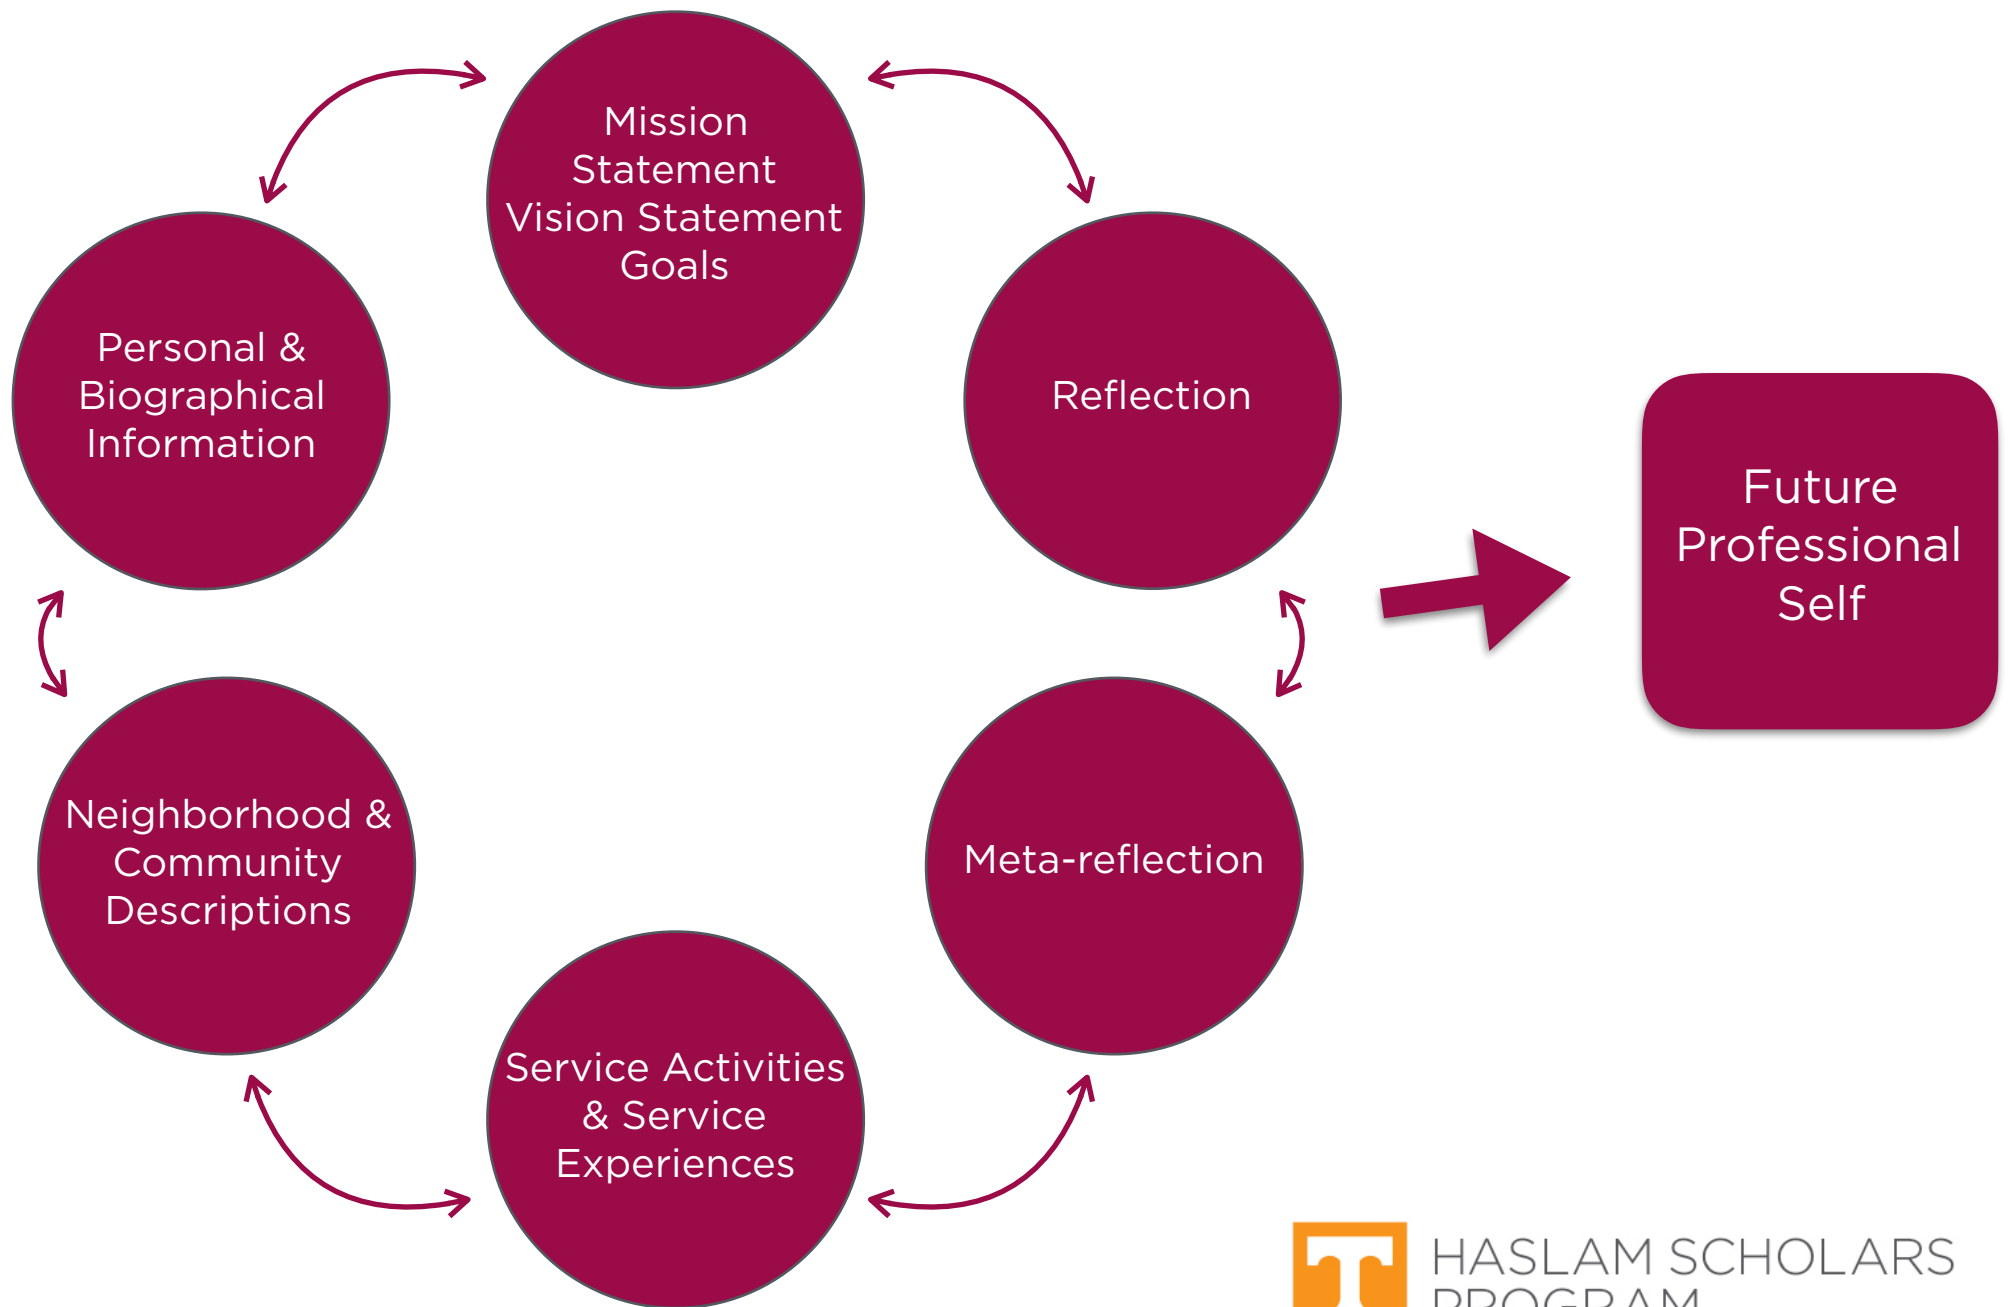 Mission
Statement
Vision Statement
Goals
Personal &
Biographical
Information
Reflection
Future
Professional
Self
Neighborhood &
Community
Descriptions
Meta-reflection
Service Activities
& Service
Experiences
T
HASLAM SCHOLARS
PROGRAM